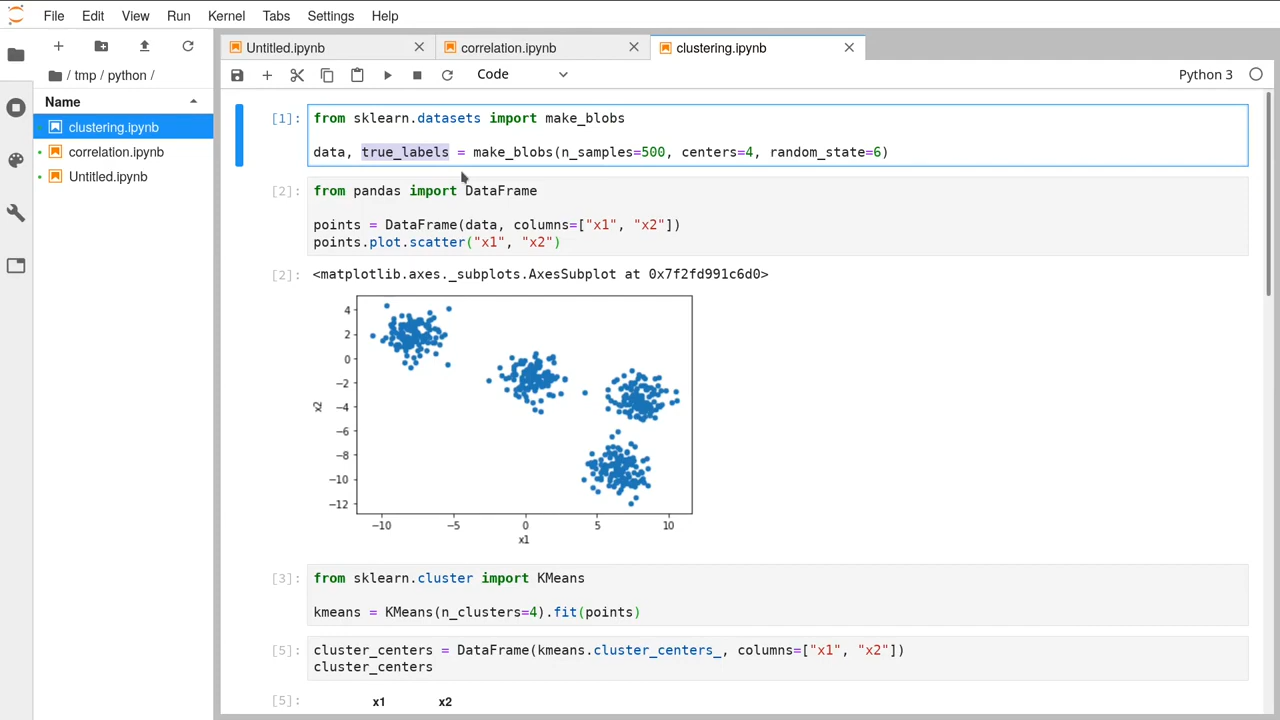 File Edit View Run Kernel Tabs Settings Help
/ tmp / python /
Name
clustering.ipynb
correlation.ipynb
Untitled.ipynb
Untitled.ipynb correlation.ipynb clustering.ipynb
Code Python 3
[1]: from sklearn.datasets import make_blobs
data, true_labels = make_blobs(n_samples=500, centers=4, random_state=6)
[2]: from pandas import DataFrame
points = DataFrame(data, columns=["x1", "x2"])
points.plot.scatter("x1", "x2")
[2]: <matplotlib.axes._subplots.AxesSubplot at 0x7f2fd991c6d0>
4
2
0
−2
−4
−6
−8
−10
−12
x2
−10 −5 0 5 10
x1
[3]: from sklearn.cluster import KMeans
kmeans = KMeans(n_clusters=4).fit(points)
[5]: cluster_centers = DataFrame(kmeans.cluster_centers_, columns=["x1", "x2"])
cluster_centers
[5]: x1 x2